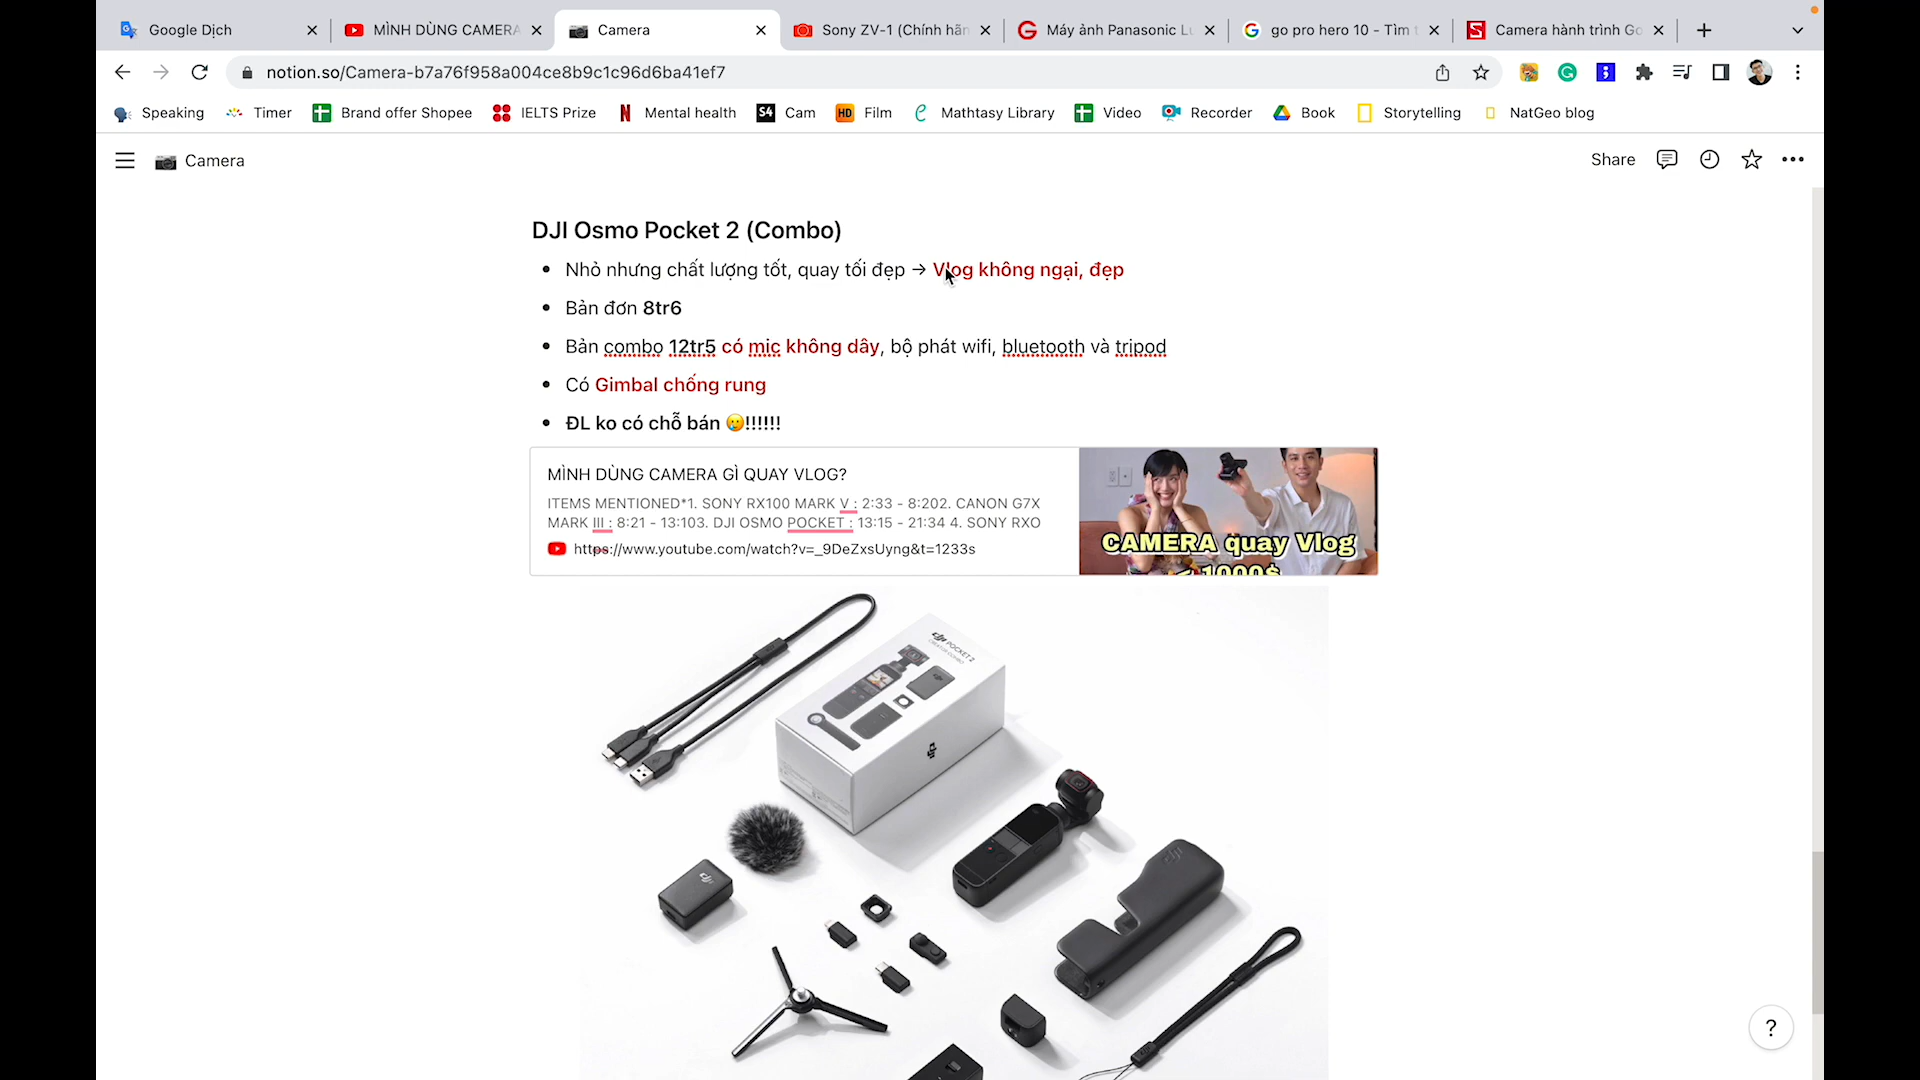 Google Dịch
MÌNH DÙNG CAMERA
Camera
Sony ZV-1 (Chính hãn
Máy ảnh Panasonic Lu
go pro hero 10 - Tìm t
Camera hành trình Go
notion.so/Camera-b7a76f958a004ce8b9c1c96d6ba41ef7
Speaking
Timer
Brand offer Shopee
IELTS Prize
Mental health
Cam
Film
Mathtasy Library
Video
Recorder
Book
Storytelling
NatGeo blog
Camera
Share
DJI Osmo Pocket 2 (Combo)
Nhỏ nhưng chất lượng tốt, quay tối đẹp → Vlog không ngại, đẹp
Bản đơn 8tr6
Bản combo 12tr5 có mic không dây, bộ phát wifi, bluetooth và tripod
Có Gimbal chống rung
ĐL ko có chỗ bán 🥲!!!!!!
MÌNH DÙNG CAMERA GÌ QUAY VLOG?
ITEMS MENTIONED*1. SONY RX100 MARK V : 2:33 - 8:202. CANON G7X
MARK III : 8:21 - 13:103. DJI OSMO POCKET : 13:15 - 21:34 4. SONY RXO
https://www.youtube.com/watch?v=_9DeZxsUyng&t=1233s
CAMERA quay Vlog
< 1000$
dji POCKET 2
CREATOR COMBO
?